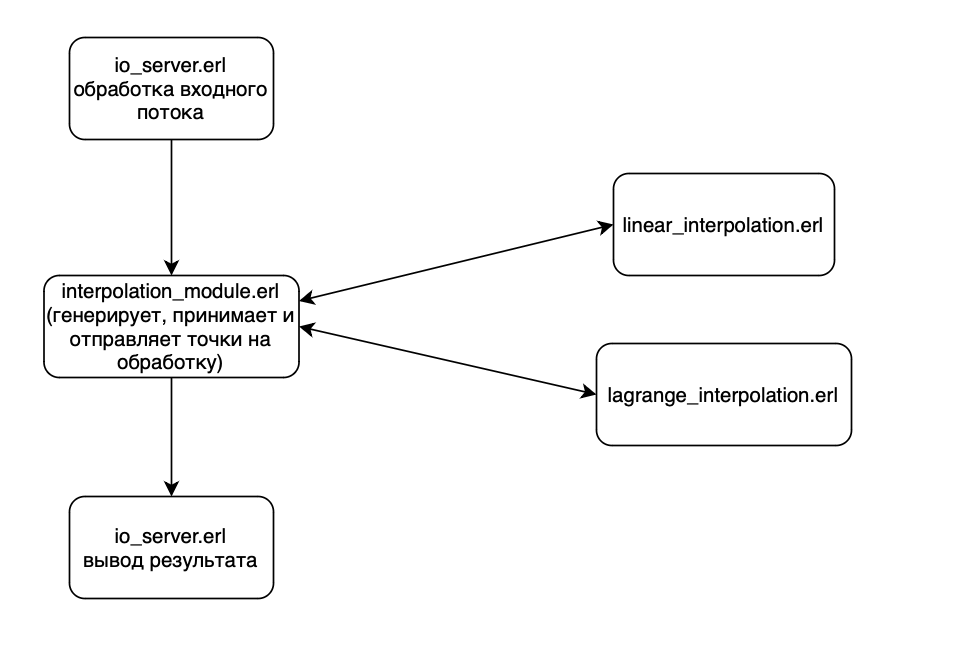 io_server.erl
обработка входного
потока
linear_interpolation.erl
interpolation_module.erl
(генерирует, принимает и
отправляет точки на
обработку)
lagrange_interpolation.erl
io_server.erl
вывод результата